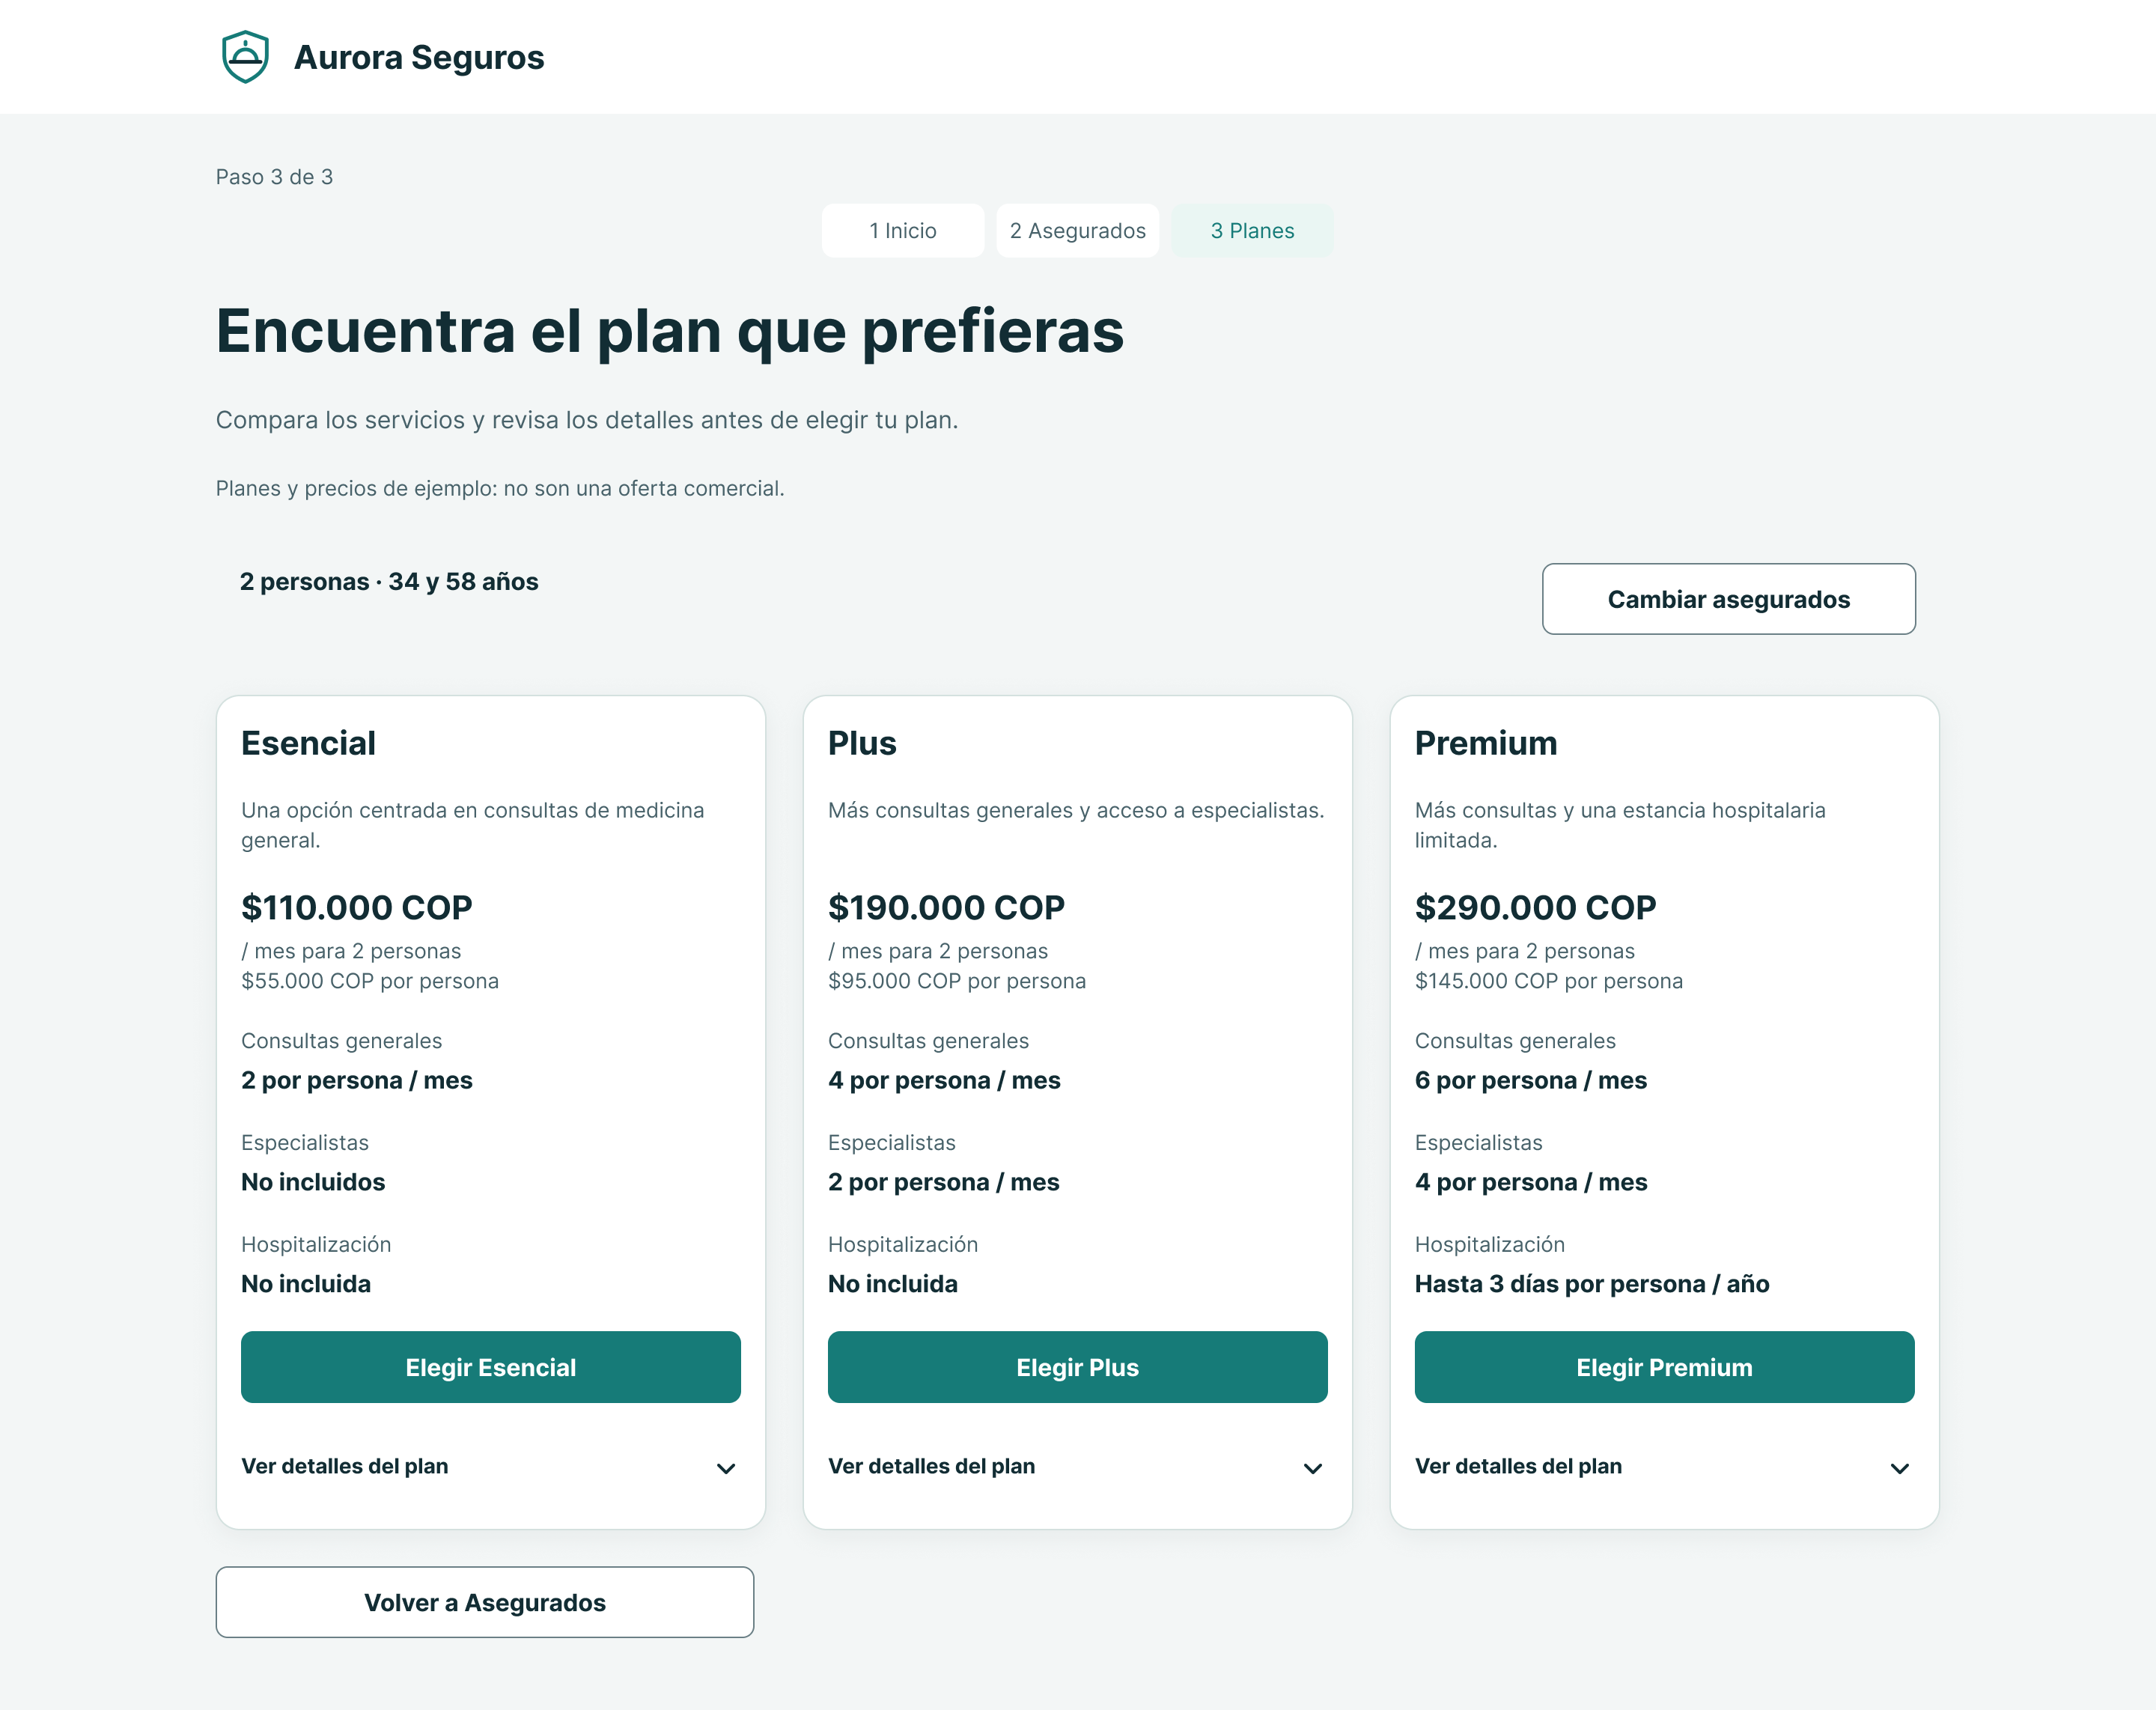 Aurora Seguros
Paso 3 de 3
1 Inicio
2 Asegurados
3 Planes
Encuentra el plan que prefieras
Compara los servicios y revisa los detalles antes de elegir tu plan.
Planes y precios de ejemplo: no son una oferta comercial.
2 personas · 34 y 58 años
Cambiar asegurados
Esencial
Una opción centrada en consultas de medicina
general.
$110.000 COP
/ mes para 2 personas
$55.000 COP por persona
Consultas generales
2 por persona / mes
Especialistas
No incluidos
Hospitalización
No incluida
Elegir Esencial
Ver detalles del plan
Plus
Más consultas generales y acceso a especialistas.
$190.000 COP
/ mes para 2 personas
$95.000 COP por persona
Consultas generales
4 por persona / mes
Especialistas
2 por persona / mes
Hospitalización
No incluida
Elegir Plus
Ver detalles del plan
Premium
Más consultas y una estancia hospitalaria
limitada.
$290.000 COP
/ mes para 2 personas
$145.000 COP por persona
Consultas generales
6 por persona / mes
Especialistas
4 por persona / mes
Hospitalización
Hasta 3 días por persona / año
Elegir Premium
Ver detalles del plan
Volver a Asegurados